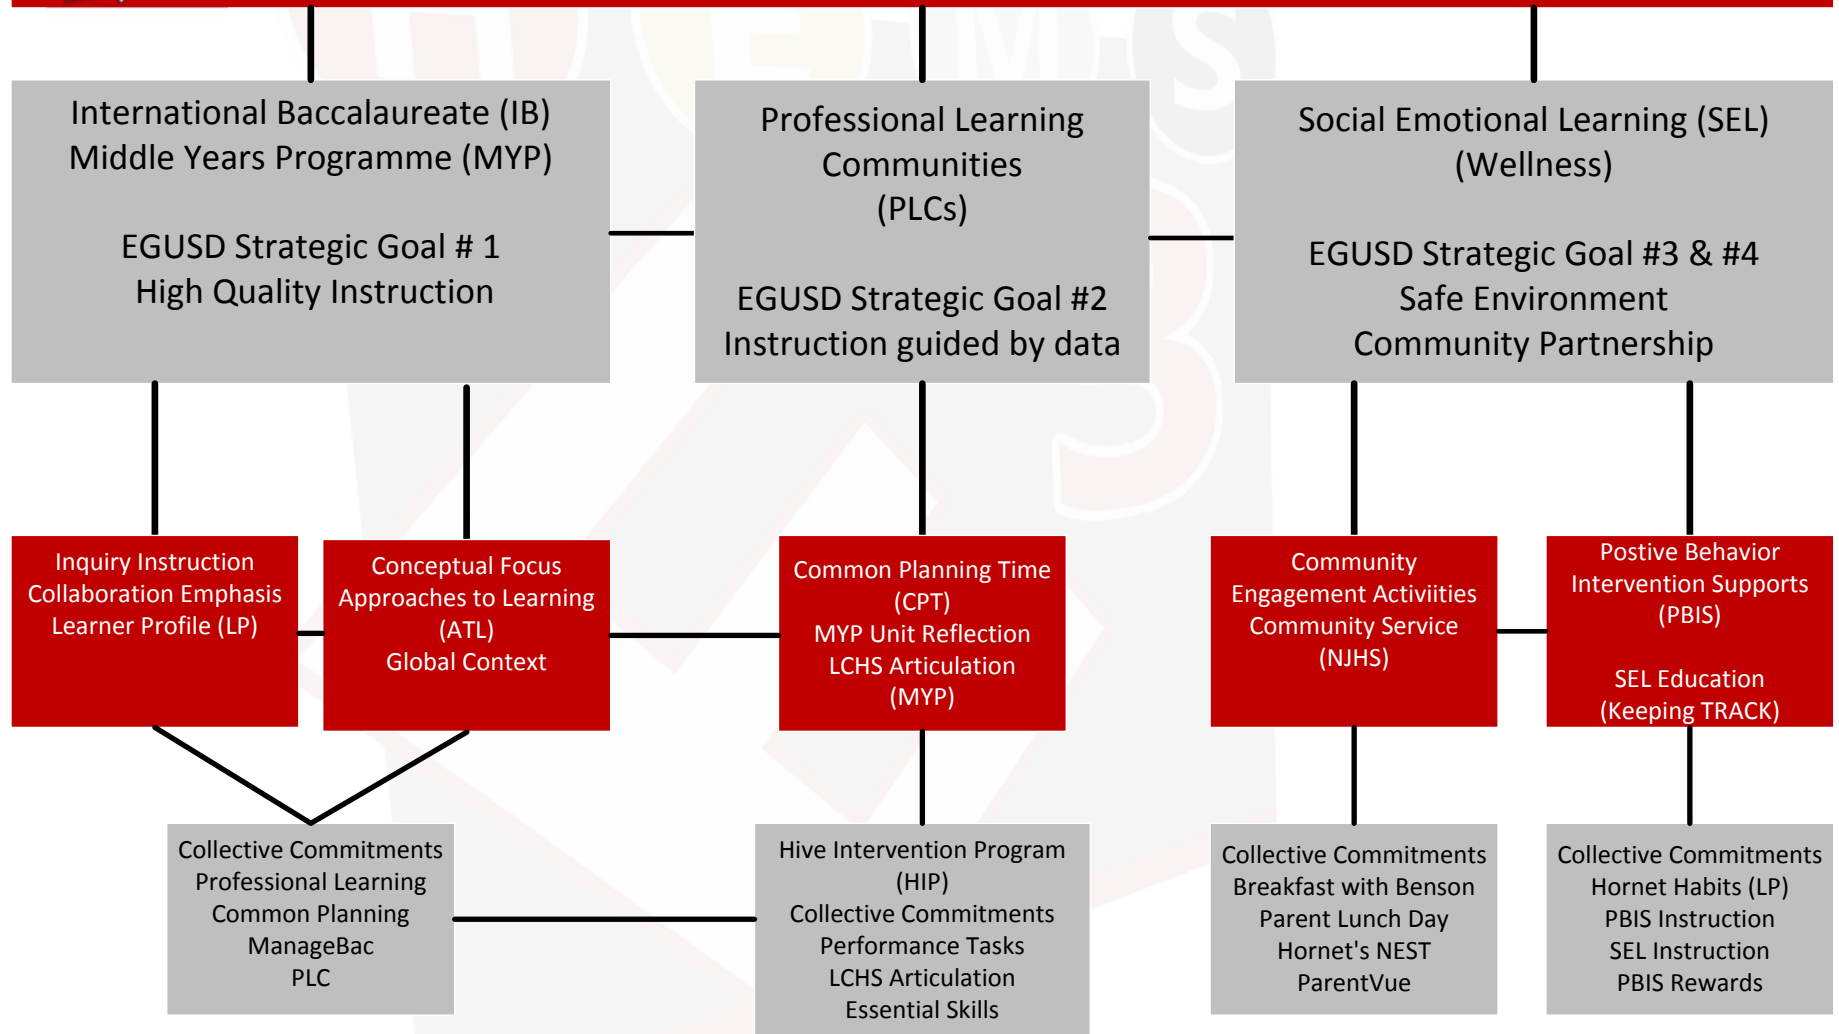 International Baccalaureate (IB)
Middle Years Programme (MYP)
EGUSD Strategic Goal # 1
High Quality Instruction
Professional Learning
Communities
(PLCs)
EGUSD Strategic Goal #2
Instruction guided by data
Social Emotional Learning (SEL)
(Wellness)
EGUSD Strategic Goal #3 & #4
Safe Environment
Community Partnership
Inquiry Instruction
Collaboration Emphasis
Learner Profile (LP)
Conceptual Focus
Approaches to Learning
(ATL)
Global Context
Common Planning Time
(CPT)
MYP Unit Reflection
LCHS Articulation
(MYP)
Community
Engagement Activiities
Community Service
(NJHS)
Postive Behavior
Intervention Supports
(PBIS)
SEL Education
(Keeping TRACK)
Collective Commitments
Professional Learning
Common Planning
ManageBac
PLC
Hive Intervention Program
(HIP)
Collective Commitments
Performance Tasks
LCHS Articulation
Essential Skills
Collective Commitments
Breakfast with Benson
Parent Lunch Day
Hornet's NEST
ParentVue
Collective Commitments
Hornet Habits (LP)
PBIS Instruction
SEL Instruction
PBIS Rewards